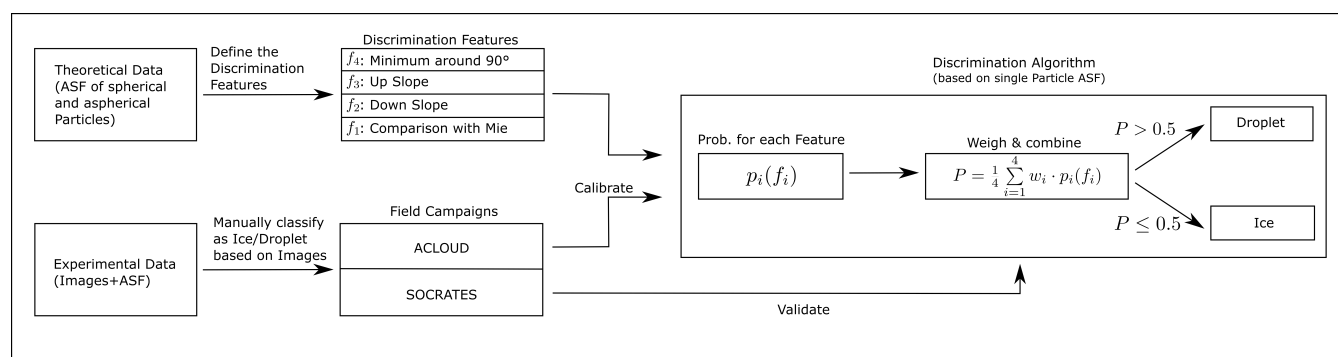 Theoretical Data
(ASF of spherical
and aspherical
Particles)
Define the
Discrimination
Features
Discrimination Features
f₄: Minimum around 90°
f₃: Up Slope
f₂: Down Slope
f₁: Comparison with Mie
Experimental Data
(Images+ASF)
Manually classify
as Ice/Droplet
based on Images
Field Campaigns
ACLOUD
SOCRATES
Calibrate
Validate
Discrimination Algorithm
(based on single Particle ASF)
Prob. for each Feature
pᵢ(fᵢ)
Weigh & combine
P = 1/4 ∑_{i=1}^{4} wᵢ · pᵢ(fᵢ)
P > 0.5
Droplet
P ≤ 0.5
Ice